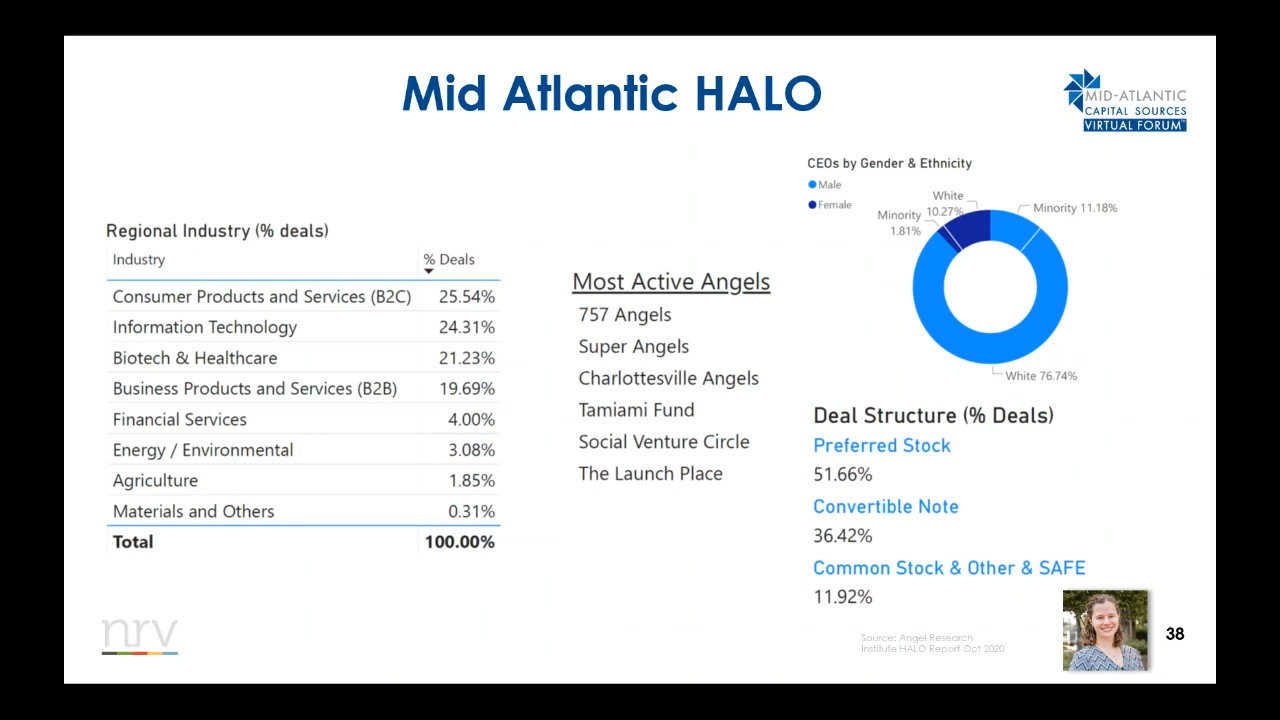 Mid Atlantic HALO
MID-ATLANTIC
CAPITAL SOURCES
VIRTUAL FORUM™
Regional Industry (% deals)
Industry % Deals
Consumer Products and Services (B2C) 25.54%
Information Technology 24.31%
Biotech & Healthcare 21.23%
Business Products and Services (B2B) 19.69%
Financial Services 4.00%
Energy / Environmental 3.08%
Agriculture 1.85%
Materials and Others 0.31%
Total 100.00%
Most Active Angels
757 Angels
Super Angels
Charlottesville Angels
Tamiami Fund
Social Venture Circle
The Launch Place
CEOs by Gender & Ethnicity
Male
Female
White
10.27%
Minority
1.81%
Minority 11.18%
White 76.74%
Deal Structure (% Deals)
Preferred Stock
51.66%
Convertible Note
36.42%
Common Stock & Other & SAFE
11.92%
nrv
Source: Angel Research
Institute HALO Report Oct 2020
38